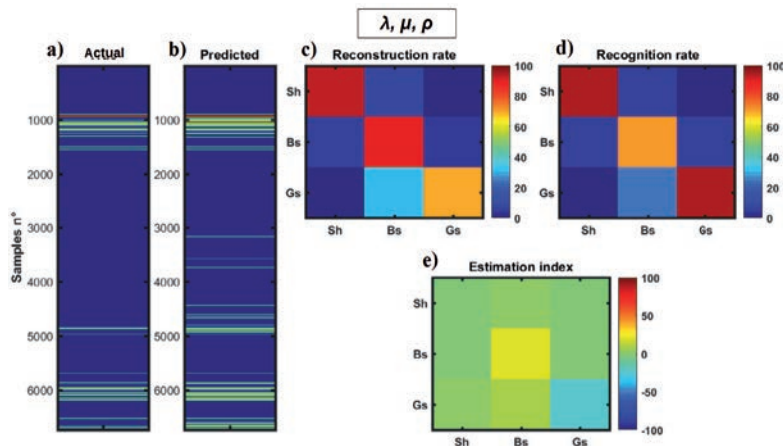 λ, μ, ρ
a) Actual
b) Predicted
c) Reconstruction rate
d) Recognition rate
Samples n°
1000
2000
3000
4000
5000
6000
1000
2000
3000
4000
5000
6000
Sh
Bs
Gs
Sh Bs Gs
100
80
60
40
20
0
Sh
Bs
Gs
Sh Bs Gs
100
80
60
40
20
0
e) Estimation index
Sh
Bs
Gs
Sh Bs Gs
100
50
0
-50
-100